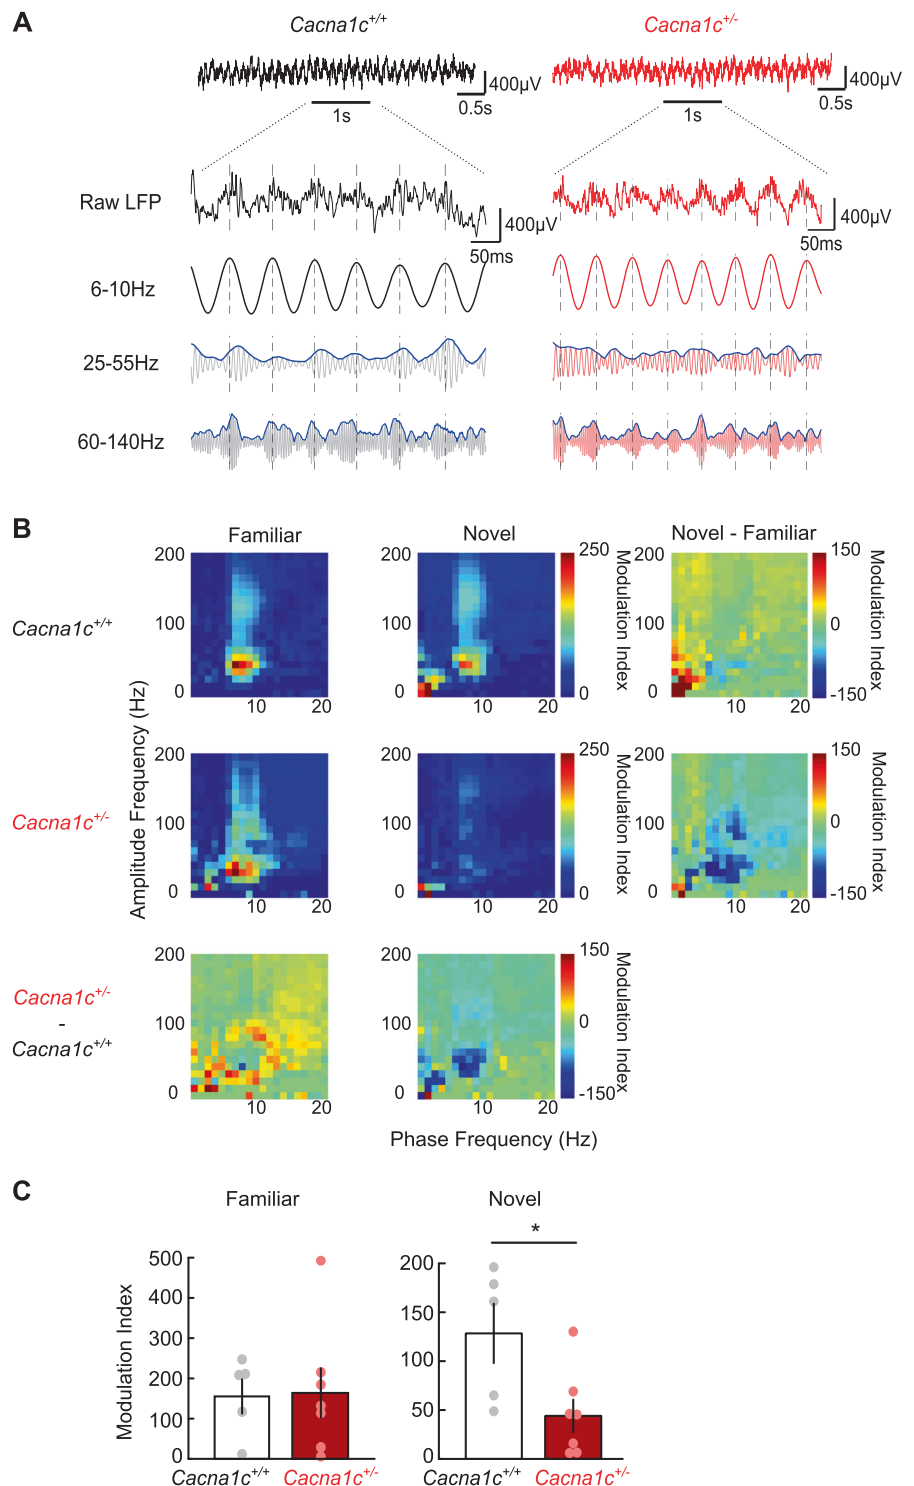 A
Cacna1c+/+
Cacna1c+/-
400µV
0.5s
1s
400µV
0.5s
1s
Raw LFP
400µV
50ms
400µV
50ms
6-10Hz
25-55Hz
60-140Hz
B
Familiar
Novel
Novel - Familiar
Cacna1c+/+
200
100
0
10
20
200
100
0
10
20
250
0
Modulation Index
200
100
0
10
20
150
0
-150
Modulation Index
Amplitude Frequency (Hz)
Cacna1c+/-
200
100
0
10
20
200
100
0
10
20
250
0
Modulation Index
200
100
0
10
20
150
0
-150
Modulation Index
Cacna1c+/-
-
Cacna1c+/+
200
100
0
10
20
200
100
0
10
20
150
0
-150
Modulation Index
Phase Frequency (Hz)
C
Familiar
Novel
*
Modulation Index
500
400
300
200
100
0
Cacna1c+/+
Cacna1c+/-
200
150
100
50
0
Cacna1c+/+
Cacna1c+/-